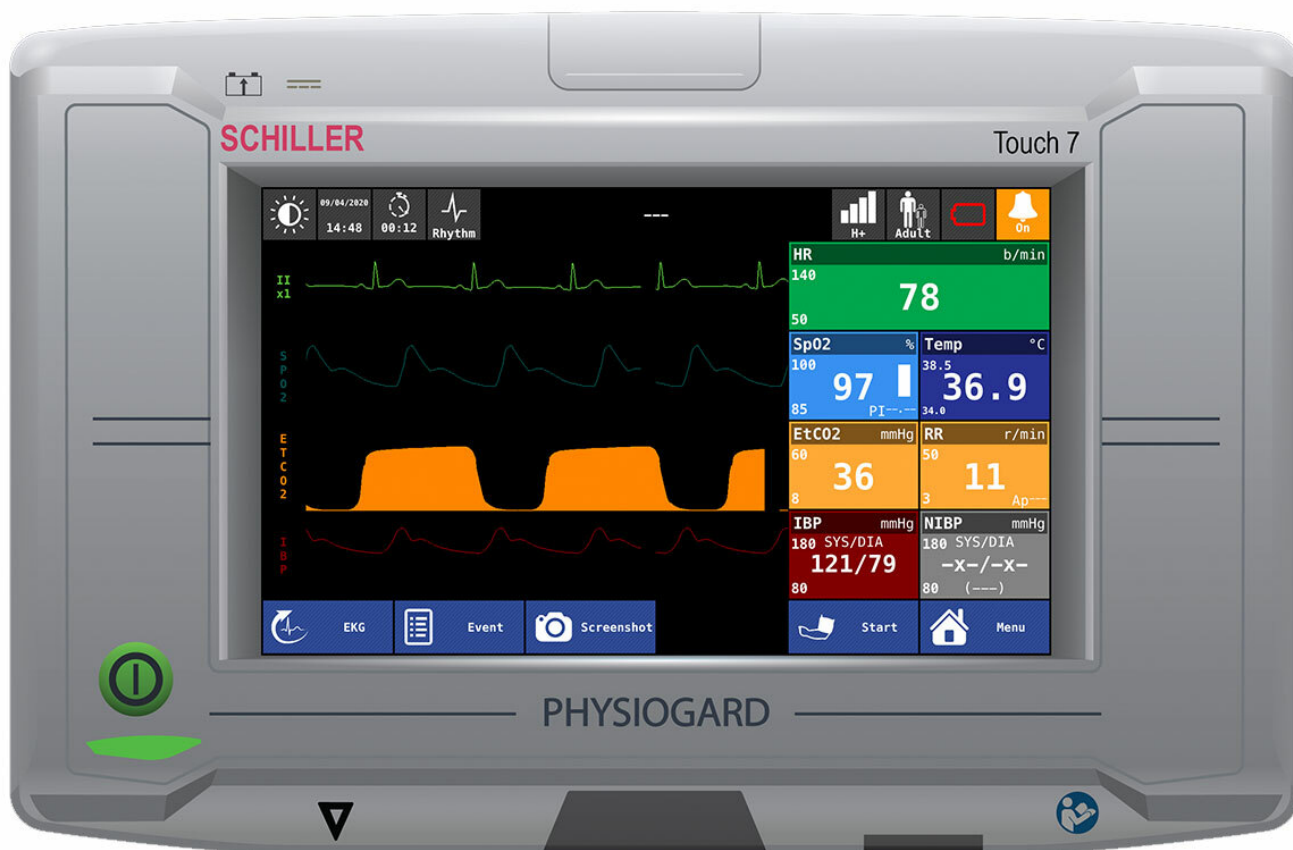 SCHILLER
Touch 7
09/04/2020
14:48
00:12
Rhythm
---
H+
Adult
On
II
x1
SPO2
ETCO2
IBP
HR b/min
140
78
50
SpO2 %
100
97
85
PI--.--
Temp °C
38.5
36.9
34.0
EtCO2 mmHg
60
36
8
RR r/min
50
11
3
Ap---
IBP mmHg
180 SYS/DIA
121/79
80
NIBP mmHg
180 SYS/DIA
-x-/-x-
80 (---)
EKG
Event
Screenshot
Start
Menu
PHYSIOGARD